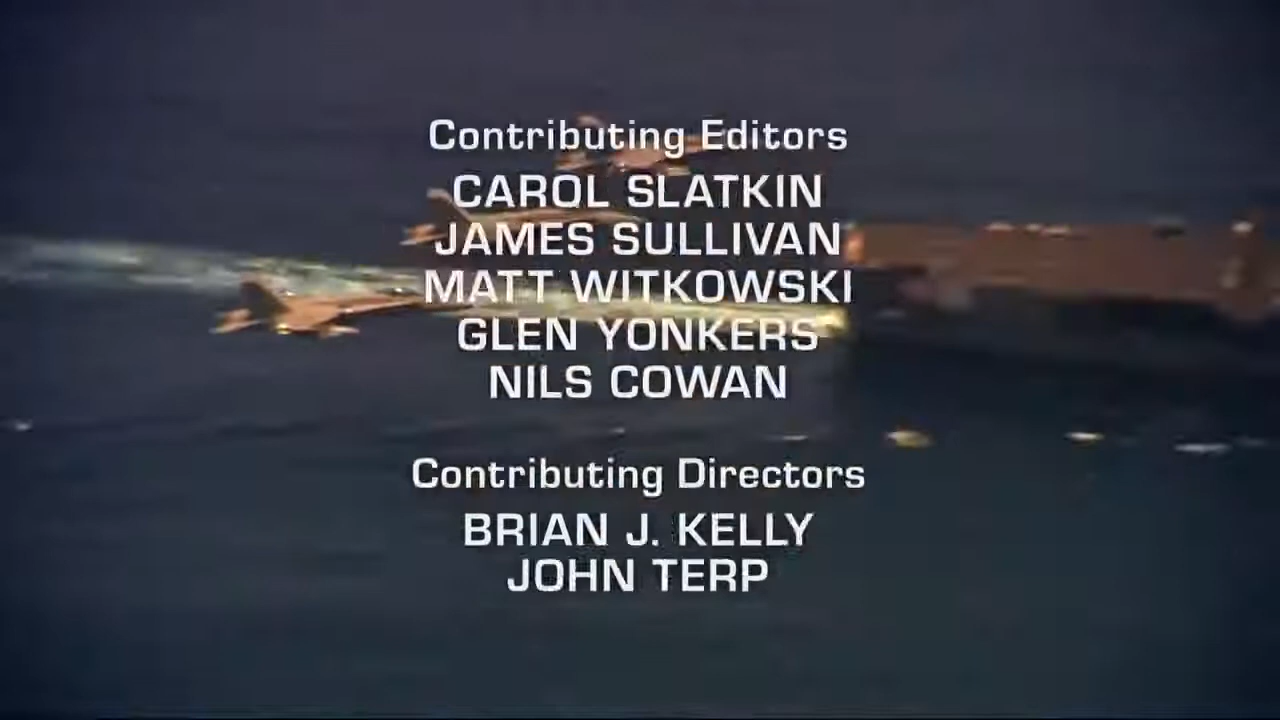 Contributing Editors
CAROL SLATKIN
JAMES SULLIVAN
MATT WITKOWSKI
GLEN YONKERS
NILS COWAN
Contributing Directors
BRIAN J. KELLY
JOHN TERP